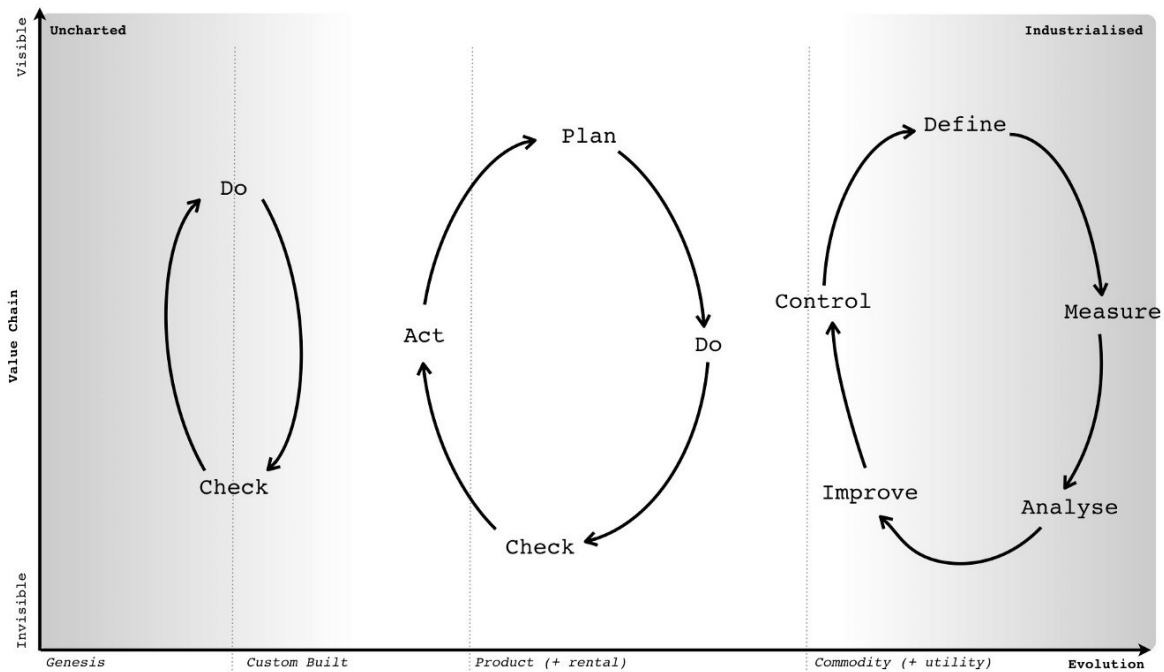 Uncharted
Industrialised
Visible
Value Chain
Invisible
Do
Check
Plan
Do
Check
Act
Define
Measure
Analyse
Improve
Control
Genesis
Custom Built
Product (+ rental)
Commodity (+ utility)
Evolution